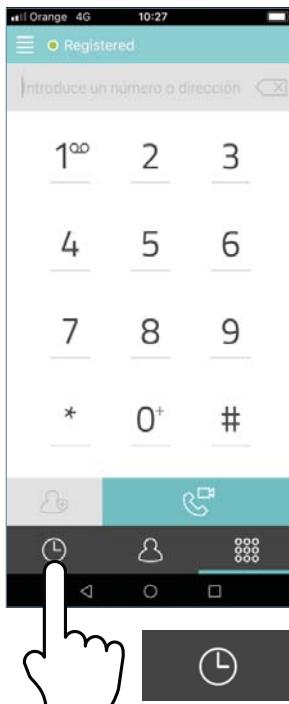 Orange 4G 10:27
Registered
Introduce un número o dirección
1 2 3
4 5 6
7 8 9
* 0+ #